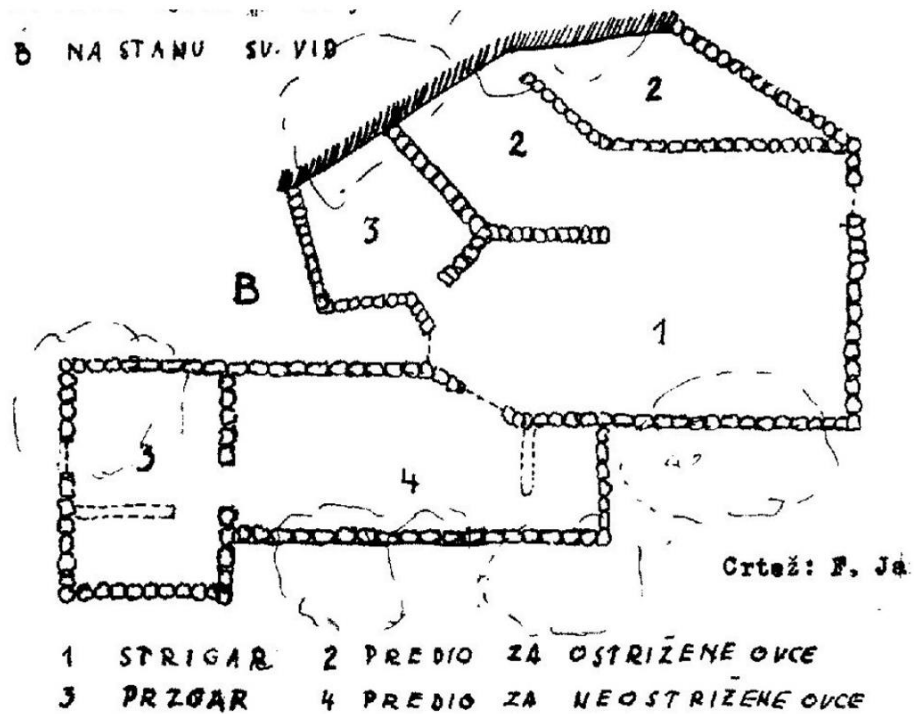 B NA STANU SV. VID
2
2
3
B
1
3
4
Crtež: F. Ja
1 STRIGAR 2 PREDIO ZA OSTRIŽENE OVCE
3 PRZGAR 4 PREDIO ZA NEOSTRIŽENE OVCE